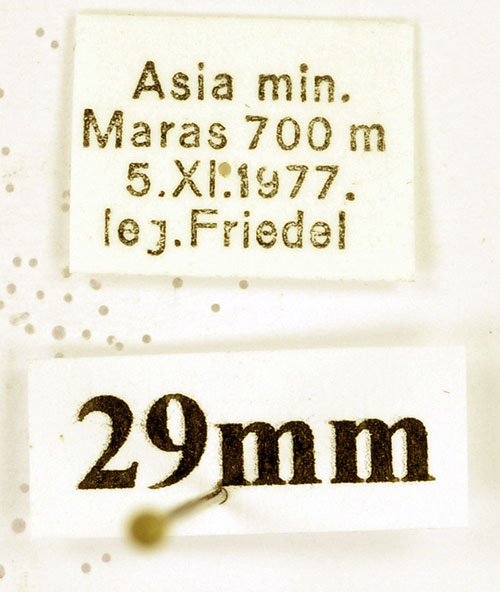 Asia min.
Maras 700 m
5.XI.1977.
leg.Friedel
29mm